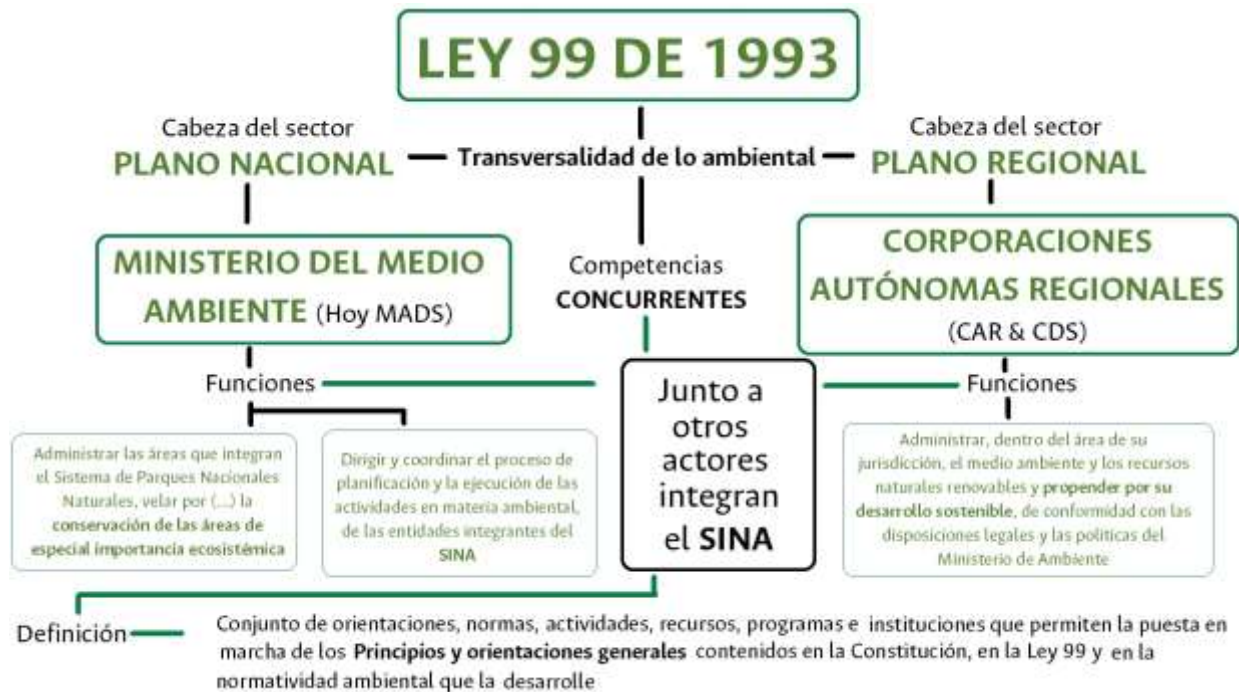 LEY 99 DE 1993
Cabeza del sector
PLANO NACIONAL
Transversalidad de lo ambiental
Cabeza del sector
PLANO REGIONAL
MINISTERIO DEL MEDIO
AMBIENTE (Hoy MADS)
Competencias
CONCURRENTES
CORPORACIONES
AUTÓNOMAS REGIONALES
(CAR & CDS)
Funciones
Administrar las áreas que integran
el Sistema de Parques Nacionales
Naturales, velar por (...) la
conservación de las áreas de
especial importancia ecosistémica
Dirigir y coordinar el proceso de
planificación y la ejecución de las
actividades en materia ambiental,
de las entidades integrantes del
SINA
Junto a
otros
actores
integran
el SINA
Funciones
Administrar, dentro del área de su
jurisdicción, el medio ambiente y los recursos
naturales renovables y propender por su
desarrollo sostenible, de conformidad con las
disposiciones legales y las políticas del
Ministerio de Ambiente
Definición
Conjunto de orientaciones, normas, actividades, recursos, programas e instituciones que permiten la puesta en
marcha de los Principios y orientaciones generales contenidos en la Constitución, en la Ley 99 y en la
normatividad ambiental que la desarrolle